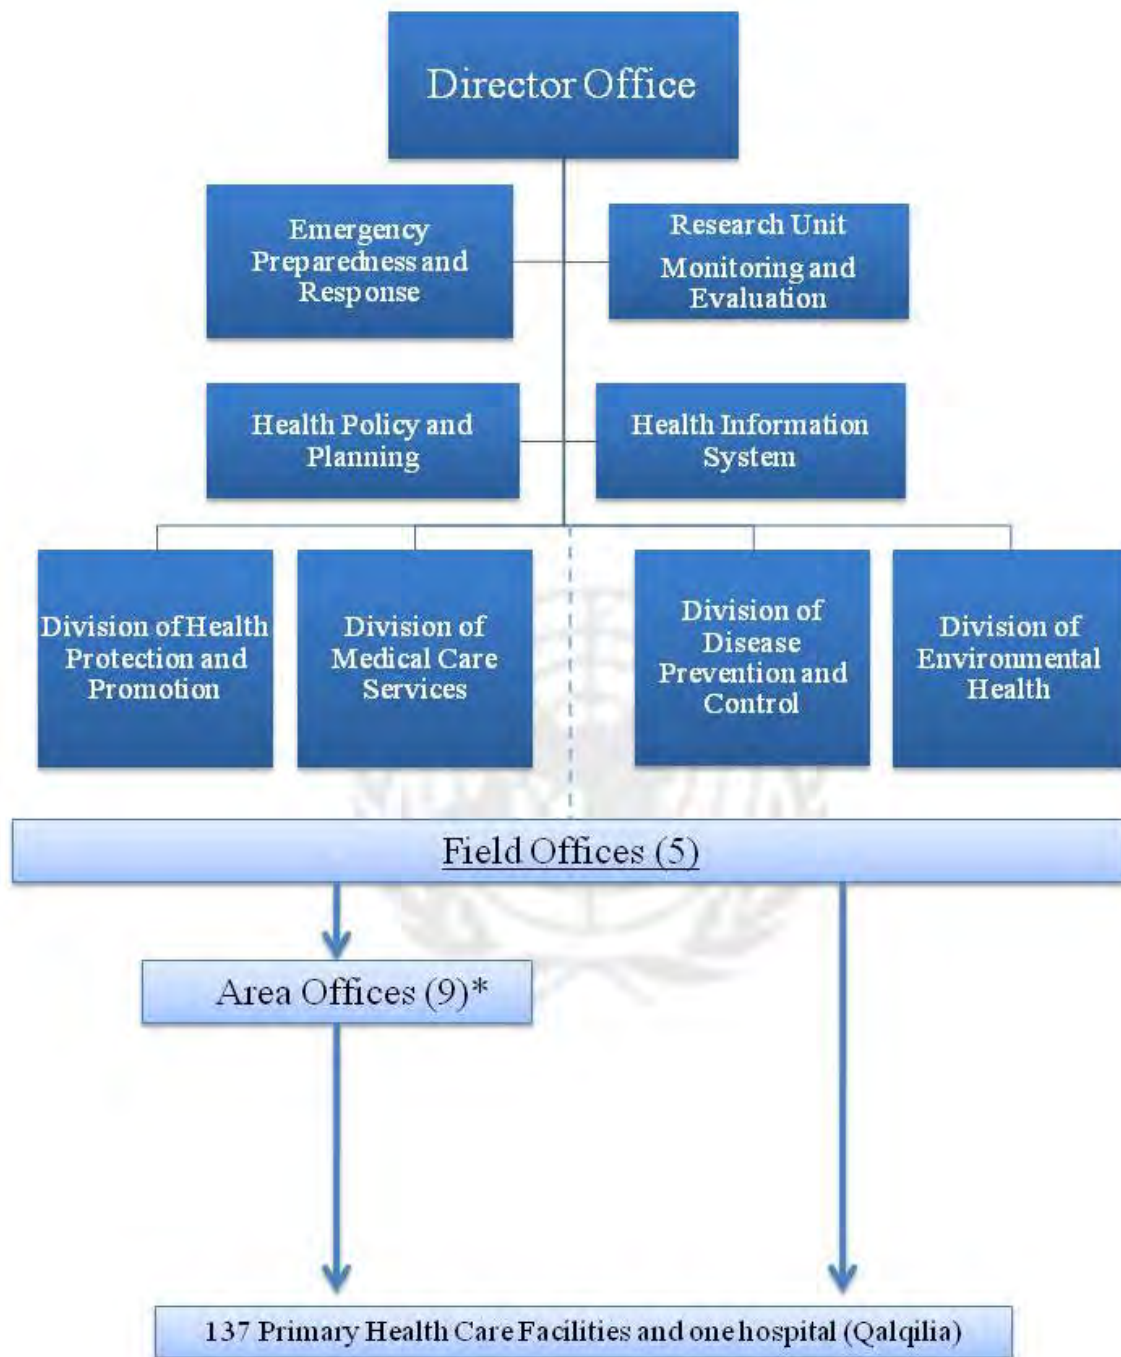 Director Office
Emergency
Preparedness and
Response
Research Unit
Monitoring and
Evaluation
Health Policy and
Planning
Health Information
System
Division of Health
Protection and
Promotion
Division of
Medical Care
Services
Division of
Disease
Prevention and
Control
Division of
Environmental
Health
Field Offices (5)
Area Offices (9)*
137 Primary Health Care Facilities and one hospital (Qalqilia)